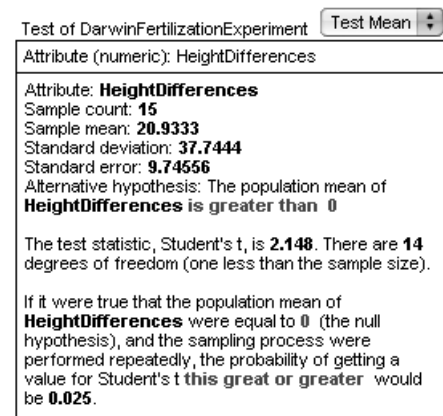 Test of DarwinFertilizationExperiment Test Mean
Attribute (numeric): HeightDifferences
Attribute: HeightDifferences
Sample count: 15
Sample mean: 20.9333
Standard deviation: 37.7444
Standard error: 9.74556
Alternative hypothesis: The population mean of
HeightDifferences is greater than 0
The test statistic, Student's t, is 2.148. There are 14
degrees of freedom (one less than the sample size).
If it were true that the population mean of
HeightDifferences were equal to 0 (the null
hypothesis), and the sampling process were
performed repeatedly, the probability of getting a
value for Student's t this great or greater would
be 0.025.